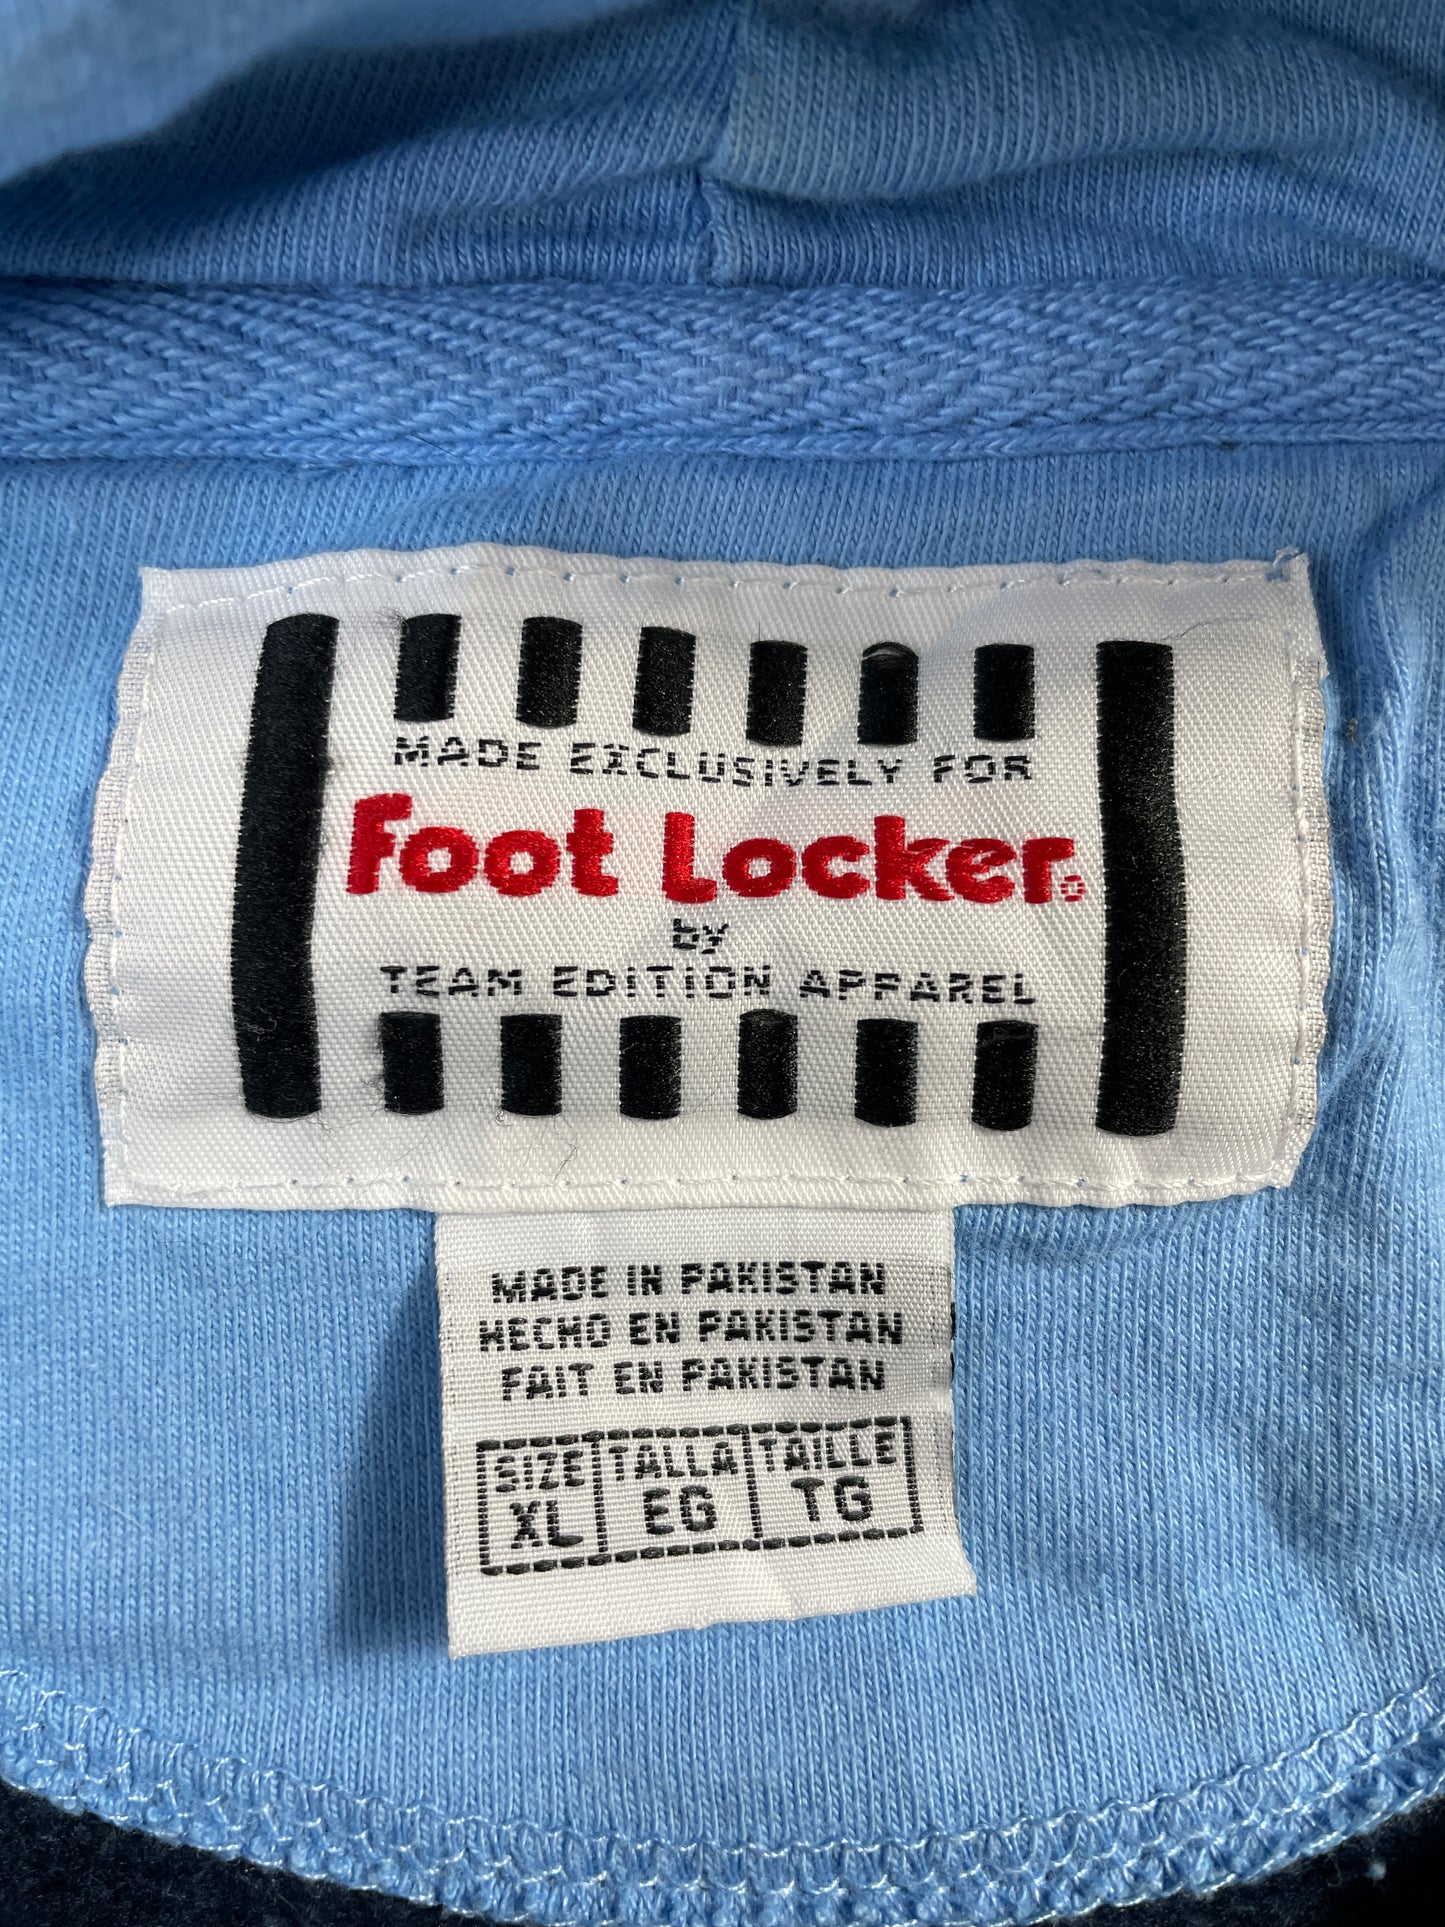 MADE EXCLUSIVELY FOR
Foot Locker®
by
TEAM EDITION APPAREL
MADE IN PAKISTAN
HECHO EN PAKISTAN
FAIT EN PAKISTAN
SIZE TALLA TAILLE
XL EG TG